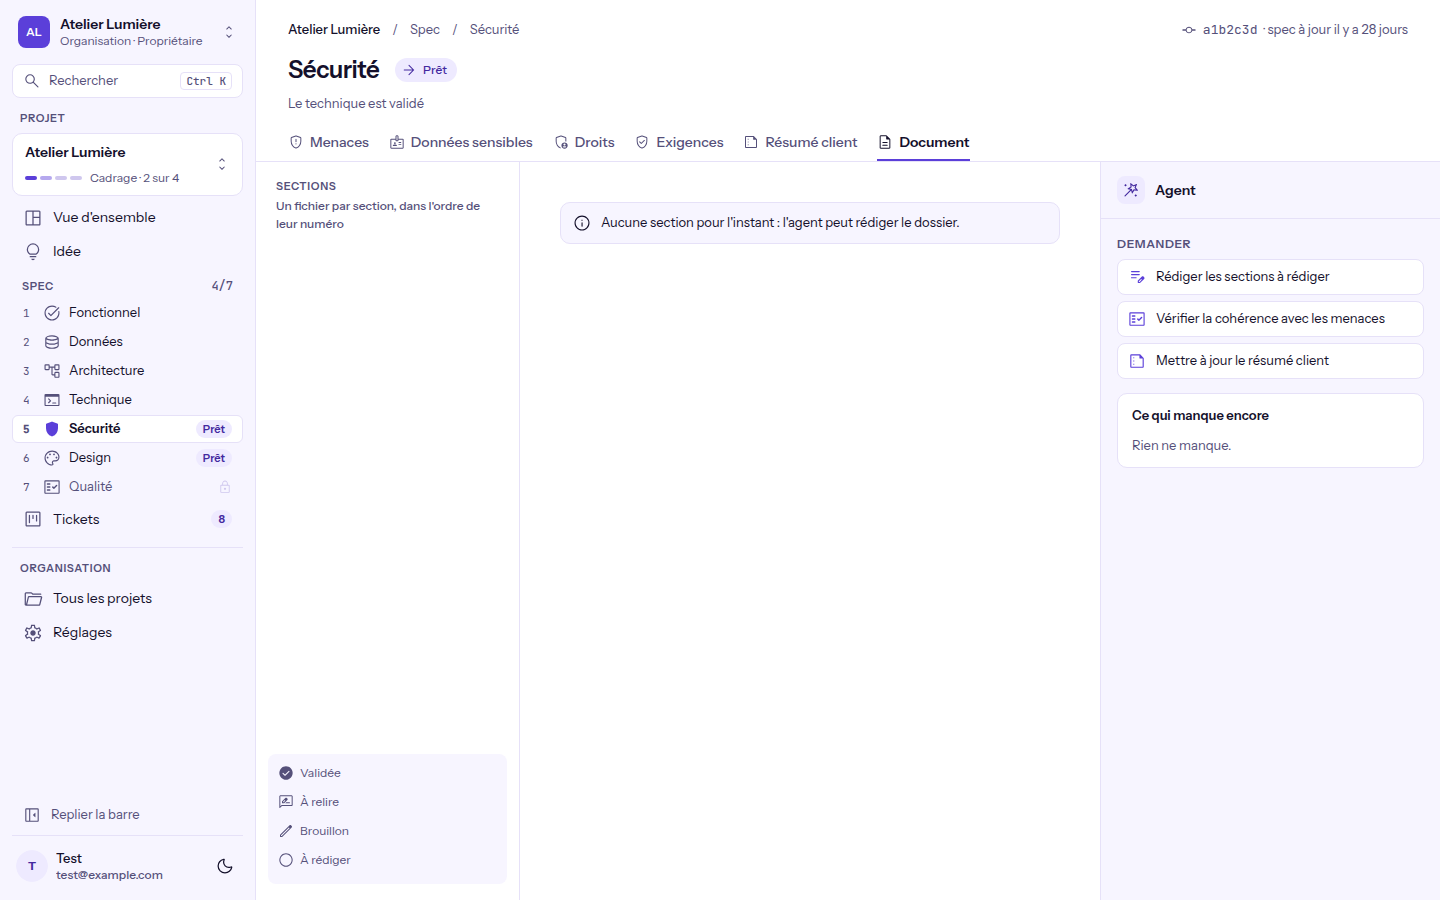 AL
Atelier Lumière
Organisation · Propriétaire
Rechercher
Ctrl K
PROJET
Atelier Lumière
Cadrage · 2 sur 4
Vue d'ensemble
Idée
SPEC
4/7
1 Fonctionnel
2 Données
3 Architecture
4 Technique
5 Sécurité Prêt
6 Design Prêt
7 Qualité
Tickets 8
ORGANISATION
Tous les projets
Réglages
Replier la barre
T
Test
test@example.com
Atelier Lumière / Spec / Sécurité
a1b2c3d · spec à jour il y a 28 jours
Sécurité
Prêt
Le technique est validé
Menaces
Données sensibles
Droits
Exigences
Résumé client
Document
SECTIONS
Un fichier par section, dans l'ordre de
leur numéro
Validée
À relire
Brouillon
À rédiger
Aucune section pour l'instant : l'agent peut rédiger le dossier.
Agent
DEMANDER
Rédiger les sections à rédiger
Vérifier la cohérence avec les menaces
Mettre à jour le résumé client
Ce qui manque encore
Rien ne manque.